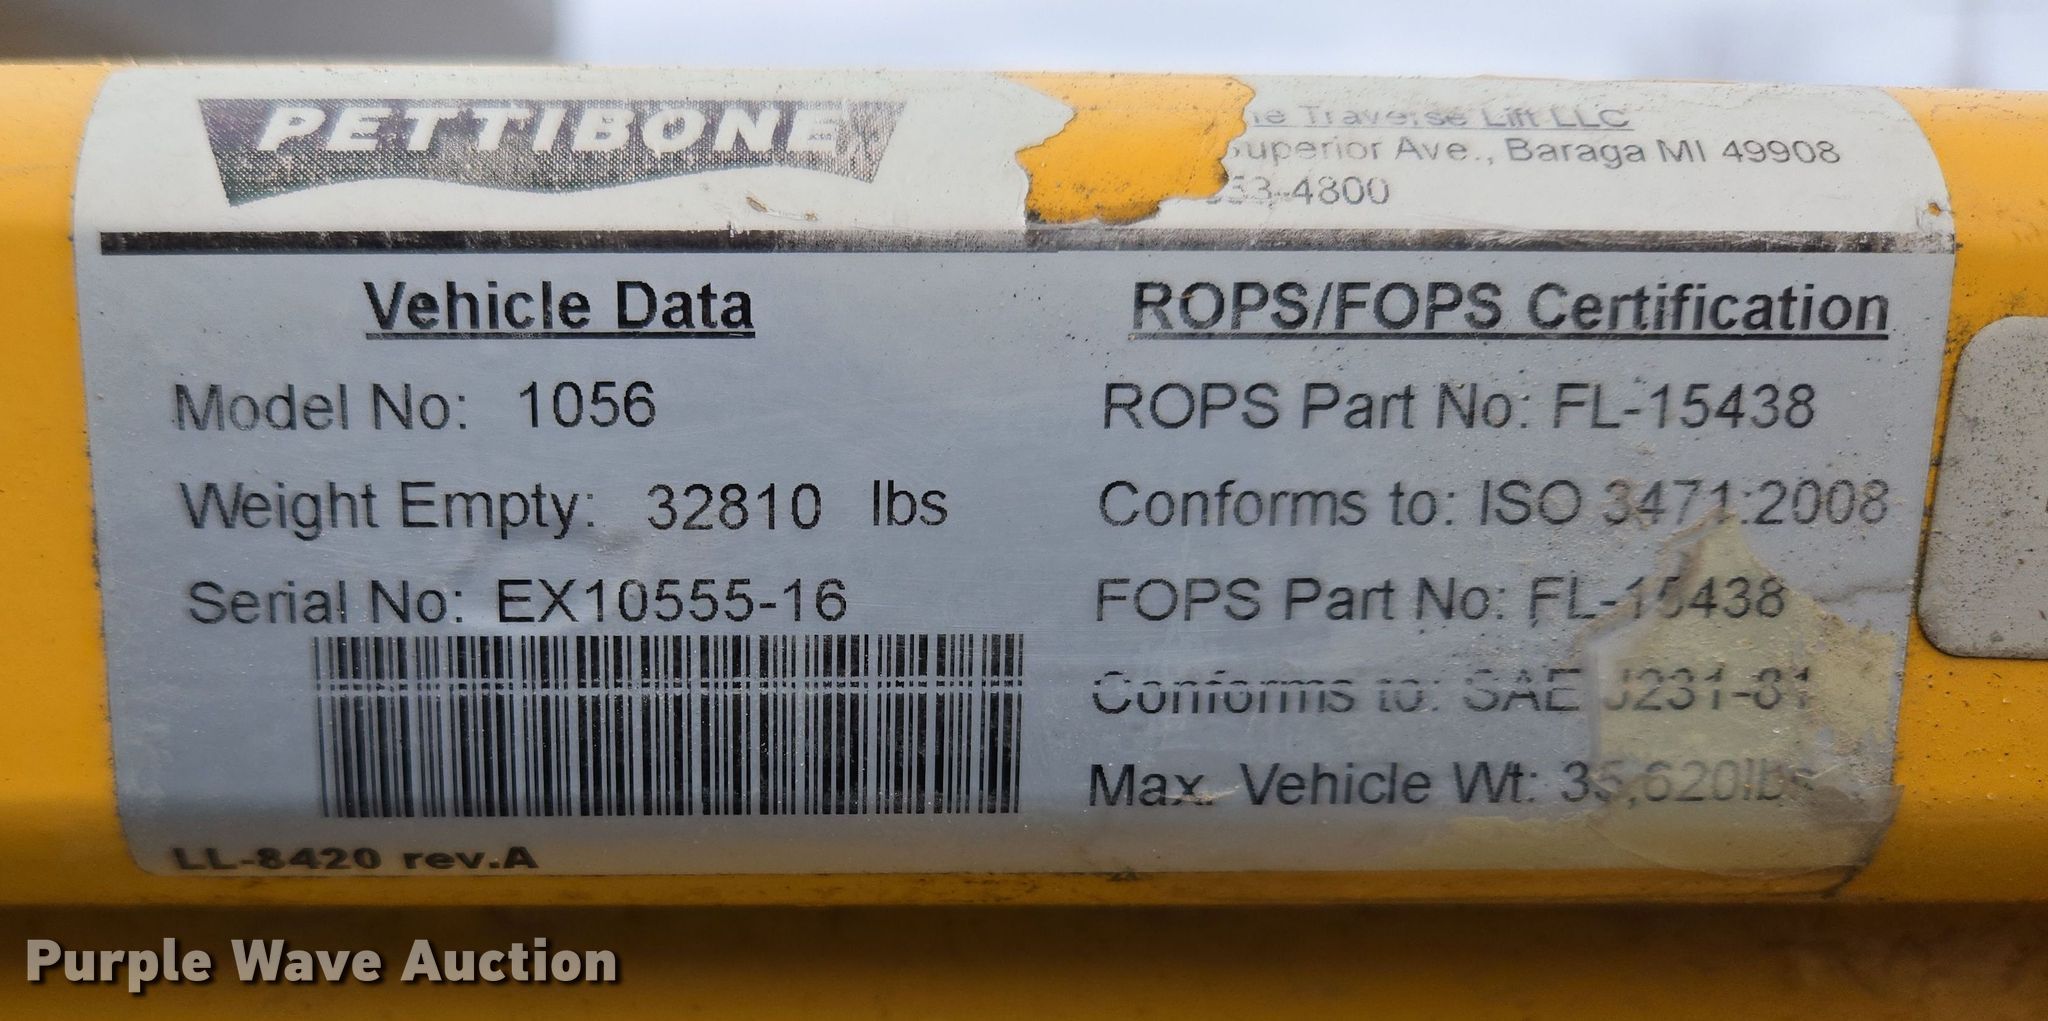 PETTIBONE
Traverse Lift LLC
Superior Ave., Baraga MI 49908
-4800
Vehicle Data
Model No: 1056
Weight Empty: 32810 lbs
Serial No: EX10555-16
LL-8420 rev.A
ROPS/FOPS Certification
ROPS Part No: FL-15438
Conforms to: ISO 3471:2008
FOPS Part No: FL-15438
Conforms to: SAE J231-81
Max. Vehicle Wt: 35,620lbs
Purple Wave Auction